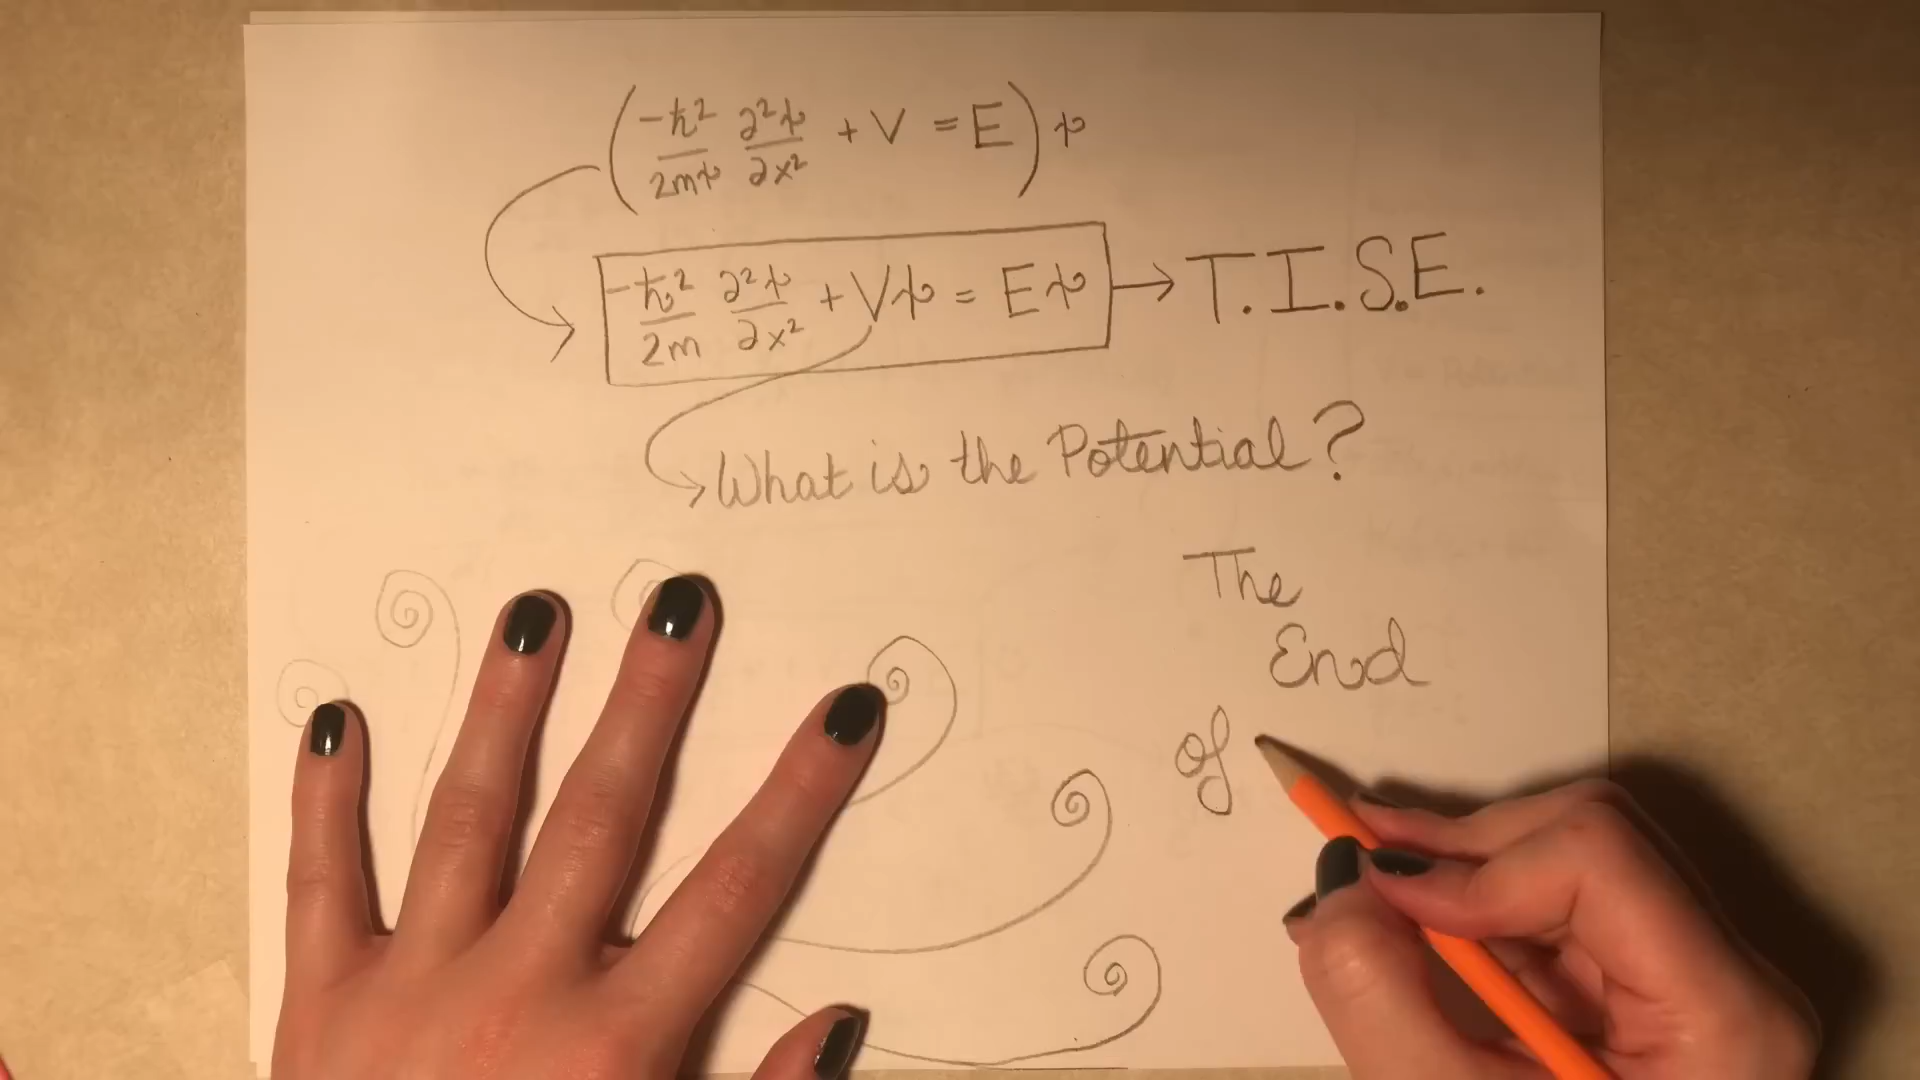 (-ℏ²/2mψ ∂²ψ/∂x² + V = E) ψ
-ℏ²/2m ∂²ψ/∂x² + Vψ = Eψ → T.I.S.E.
What is the Potential?
The
End
of